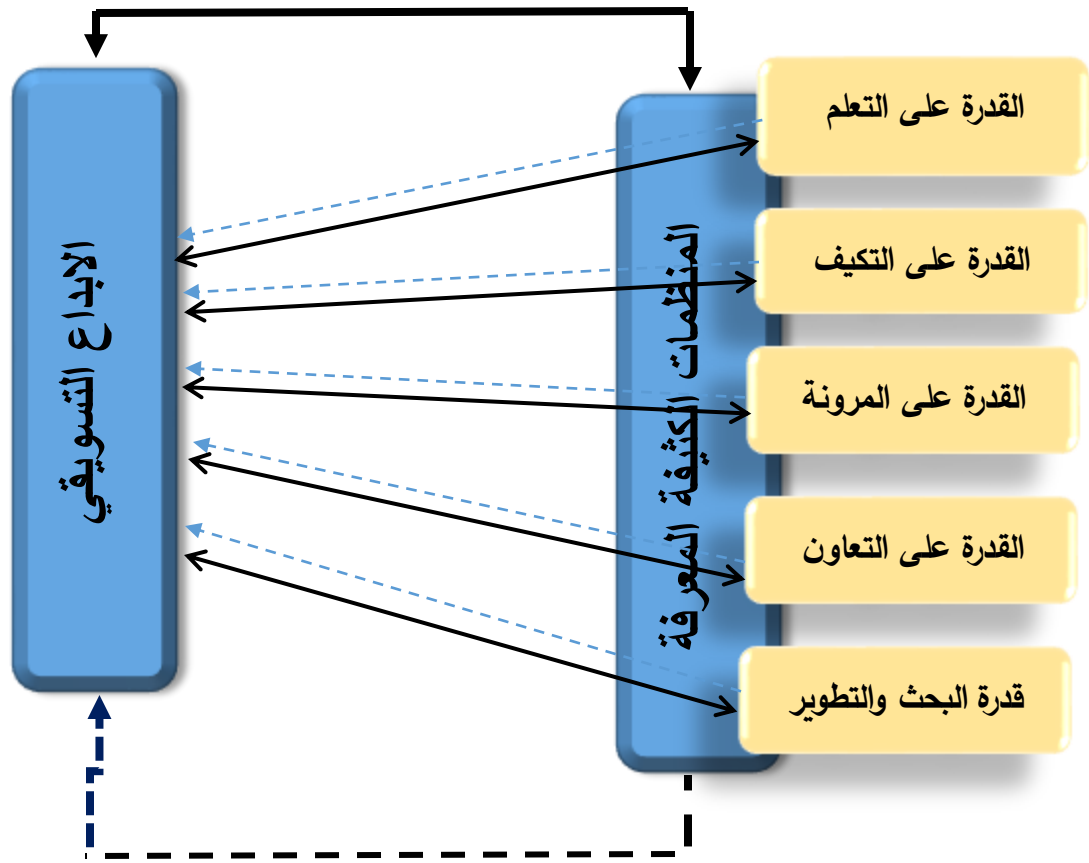 القدرة على التعلم
القدرة على التكيف
القدرة على المرونة
القدرة على التعاون
قدرة البحث والتطوير
المنظمات الكثيفة المعرفة
الابداع التسويقي